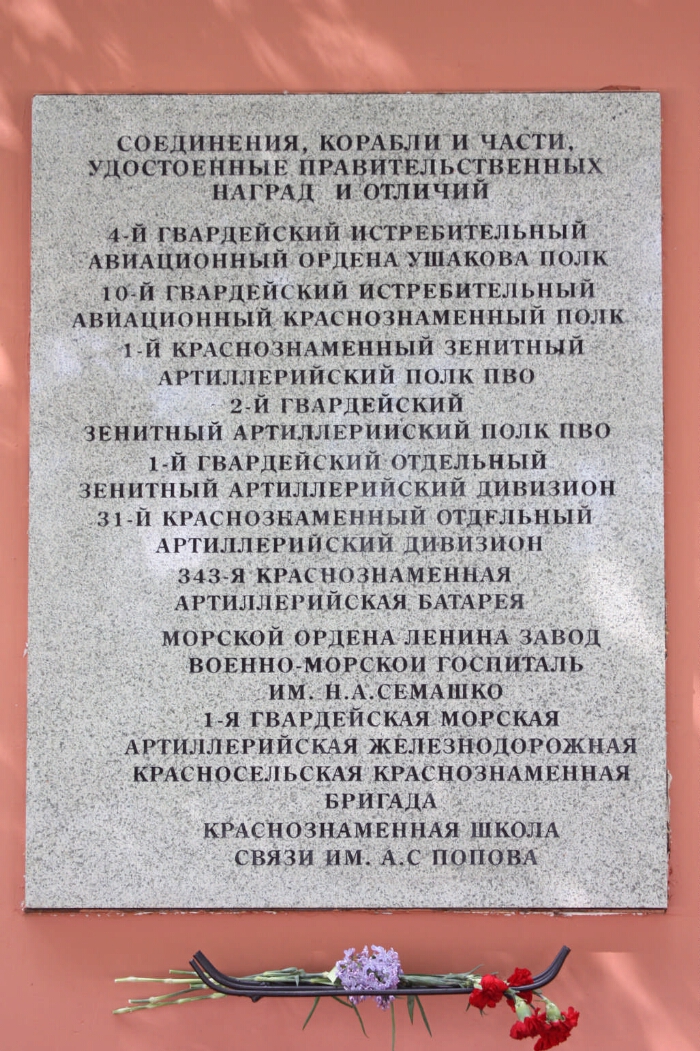 СОЕДИНЕНИЯ, КОРАБЛИ И ЧАСТИ,
УДОСТОЕННЫЕ ПРАВИТЕЛЬСТВЕННЫХ
НАГРАД И ОТЛИЧИЙ
4-Й ГВАРДЕЙСКИЙ ИСТРЕБИТЕЛЬНЫЙ
АВИАЦИОННЫЙ ОРДЕНА УШАКОВА ПОЛК
10-Й ГВАРДЕЙСКИЙ ИСТРЕБИТЕЛЬНЫЙ
АВИАЦИОННЫЙ КРАСНОЗНАМЕННЫЙ ПОЛК
1-Й КРАСНОЗНАМЕННЫЙ ЗЕНИТНЫЙ
АРТИЛЛЕРИЙСКИЙ ПОЛК ПВО
2-Й ГВАРДЕЙСКИЙ
ЗЕНИТНЫЙ АРТИЛЛЕРИИСКИЙ ПОЛК ПВО
1-Й ГВАРДЕЙСКИЙ ОТДЕЛЬНЫЙ
ЗЕНИТНЫЙ АРТИЛЛЕРИЙСКИЙ ДИВИЗИОН
31-Й КРАСНОЗНАМЕННЫЙ ОТДЕЛЬНЫЙ
АРТИЛЛЕРИЙСКИЙ ДИВИЗИОН
343-Я КРАСНОЗНАМЕННАЯ
АРТИЛЛЕРИЙСКАЯ БАТАРЕЯ
МОРСКОЙ ОРДЕНА ЛЕНИНА ЗАВОД
ВОЕННО-МОРСКОИ ГОСПИТАЛЬ
ИМ. Н.А.СЕМАШКО
1-Я ГВАРДЕЙСКАЯ МОРСКАЯ
АРТИЛЛЕРИЙСКАЯ ЖЕЛЕЗНОДОРОЖНАЯ
КРАСНОСЕЛЬСКАЯ КРАСНОЗНАМЕННАЯ
БРИГАДА
КРАСНОЗНАМЕННАЯ ШКОЛА
СВЯЗИ ИМ. А.С ПОПОВА